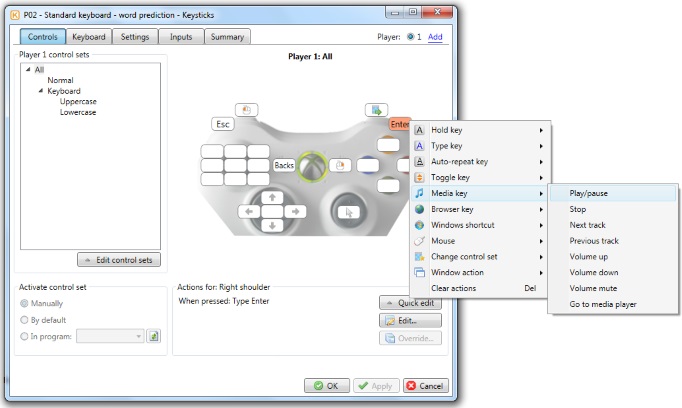 P02 - Standard keyboard - word prediction - Keysticks
Controls Keyboard Settings Inputs Summary Player: 1 Add
Player 1 control sets
All
Normal
Keyboard
Uppercase
Lowercase
Edit control sets
Player 1: All
Esc
Enter
Backs
Hold key
Type key
Auto-repeat key
Toggle key
Media key
Browser key
Windows shortcut
Mouse
Change control set
Window action
Clear actions Del
Play/pause
Stop
Next track
Previous track
Volume up
Volume down
Volume mute
Go to media player
Activate control set
Manually
By default
In program:
Actions for: Right shoulder
When pressed: Type Enter
Quick edit
Edit...
Override...
OK Apply Cancel